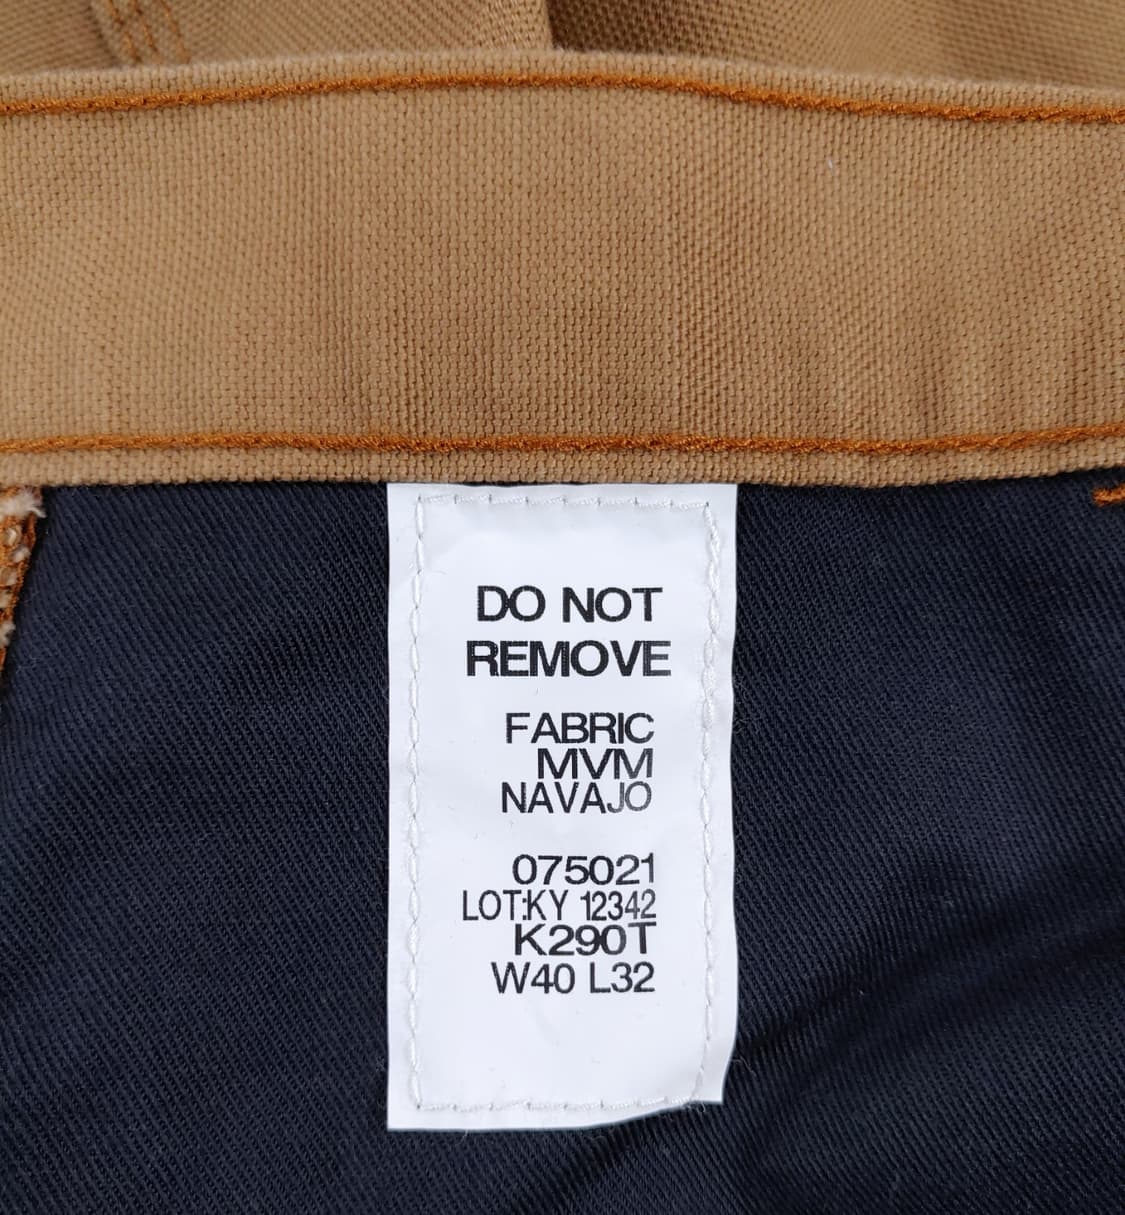 DO NOT
REMOVE
FABRIC
MVM
NAVAJO
075021
LOT:KY 12342
K290T
W40 L32